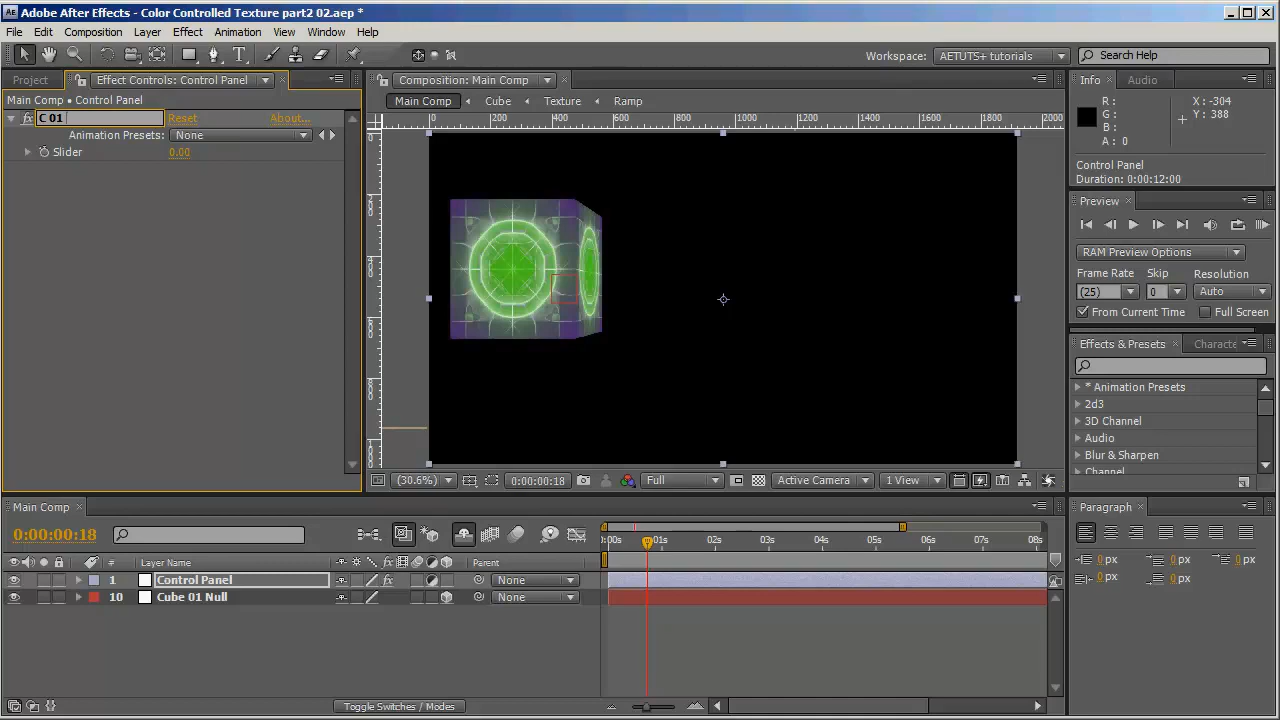 Adobe After Effects - Color Controlled Texture part2 02.aep *
File Edit Composition Layer Effect Animation View Window Help
Workspace: AETUTS+ tutorials Search Help
Project Effect Controls: Control Panel
Main Comp • Control Panel
C 01 Reset About...
Animation Presets: None
Slider 0.00
Composition: Main Comp
Main Comp Cube Texture Ramp
0 200 400 600 800 1000 1200 1400 1600 1800 2000
0
200
400
600
800
1000
(30.6%) 0:00:00:18 Full Active Camera 1 View
Info Audio
R: X: -304
G: Y: 388
B:
A: 0
Control Panel
Duration: 0:00:12:00
Preview
RAM Preview Options
Frame Rate Skip Resolution
(25) 0 Auto
From Current Time Full Screen
Effects & Presets Characte
* Animation Presets
2d3
3D Channel
Audio
Blur & Sharpen
Channel
Main Comp
0:00:00:18
:00s 01s 02s 03s 04s 05s 06s 07s 08s
# Layer Name Parent
1 Control Panel None
10 Cube 01 Null None
Toggle Switches / Modes
Paragraph
0 px 0 px 0 px
0 px 0 px